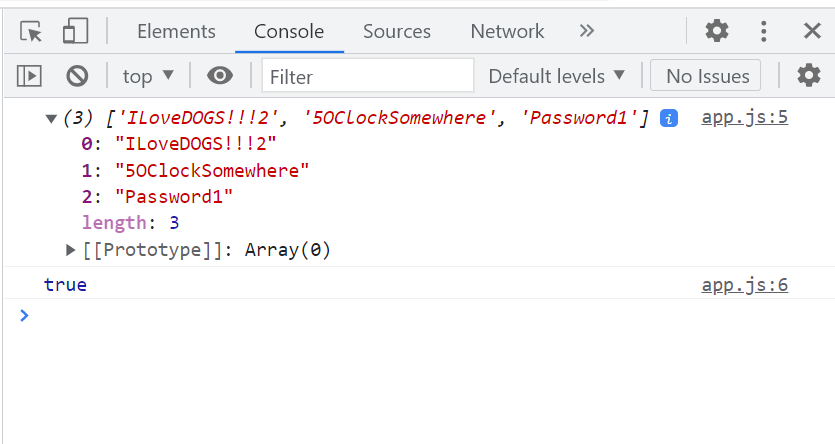 Elements Console Sources Network
top Filter Default levels No Issues
(3) ['ILoveDOGS!!!2', '5OClockSomewhere', 'Password1'] i app.js:5
0: "ILoveDOGS!!!2"
1: "5OClockSomewhere"
2: "Password1"
length: 3
[[Prototype]]: Array(0)
true app.js:6